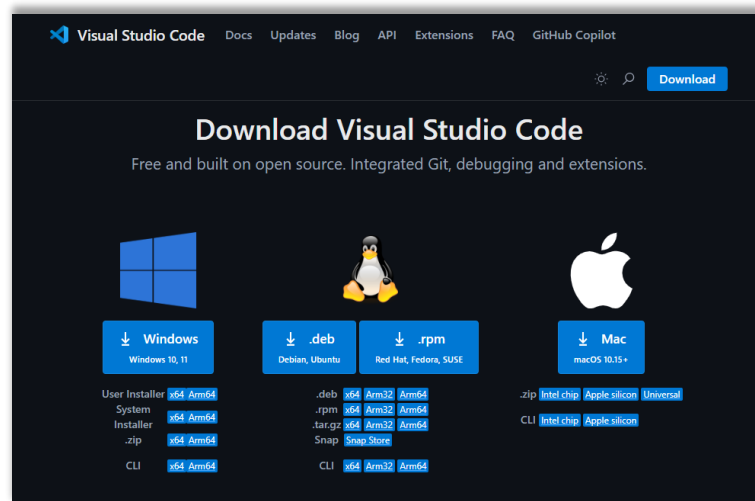 Visual Studio Code Docs Updates Blog API Extensions FAQ GitHub Copilot
Download
Download Visual Studio Code
Free and built on open source. Integrated Git, debugging and extensions.
Windows
Windows 10, 11
User Installer x64 Arm64
System Installer x64 Arm64
.zip x64 Arm64
CLI x64 Arm64
.deb
Debian, Ubuntu
.rpm
Red Hat, Fedora, SUSE
.deb x64 Arm32 Arm64
.rpm x64 Arm32 Arm64
.tar.gz x64 Arm32 Arm64
Snap Snap Store
CLI x64 Arm32 Arm64
Mac
macOS 10.15+
.zip Intel chip Apple silicon Universal
CLI Intel chip Apple silicon